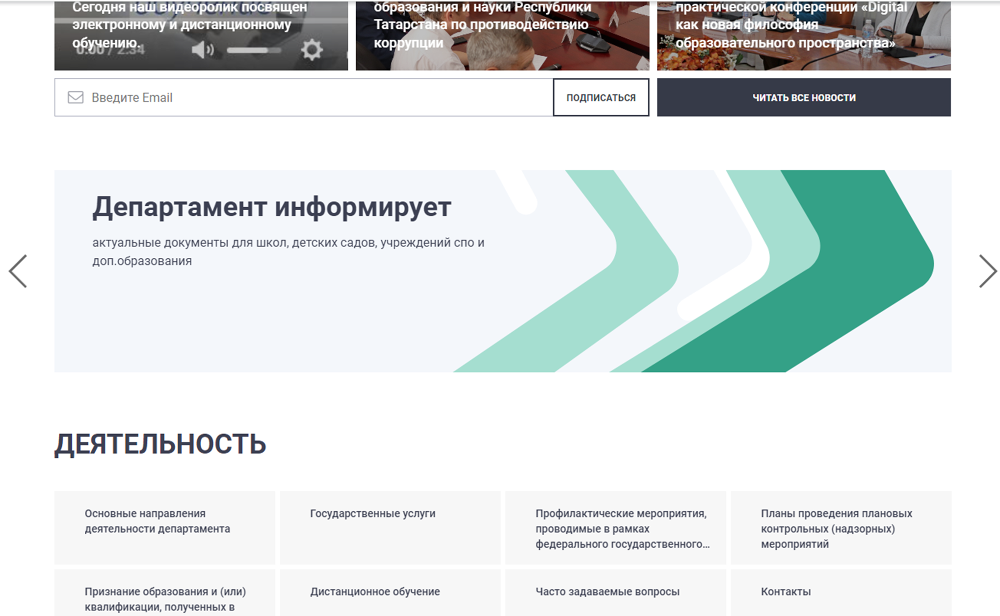 Сегодня наш видеоролик посвящен
электронному и дистанционному
обучению.
0:00 / 2:34
образования и науки Республики
Татарстана по противодействию
коррупции
практической конференции «Digital
как новая философия
образовательного пространства»
Введите Email
ПОДПИСАТЬСЯ
ЧИТАТЬ ВСЕ НОВОСТИ
Департамент информирует
актуальные документы для школ, детских садов, учреждений спо и
доп.образования
ДЕЯТЕЛЬНОСТЬ
Основные направления
деятельности департамента
Государственные услуги
Профилактические мероприятия,
проводимые в рамках
федерального государственного...
Планы проведения плановых
контрольных (надзорных)
мероприятий
Признание образования и (или)
квалификации, полученных в
Дистанционное обучение
Часто задаваемые вопросы
Контакты